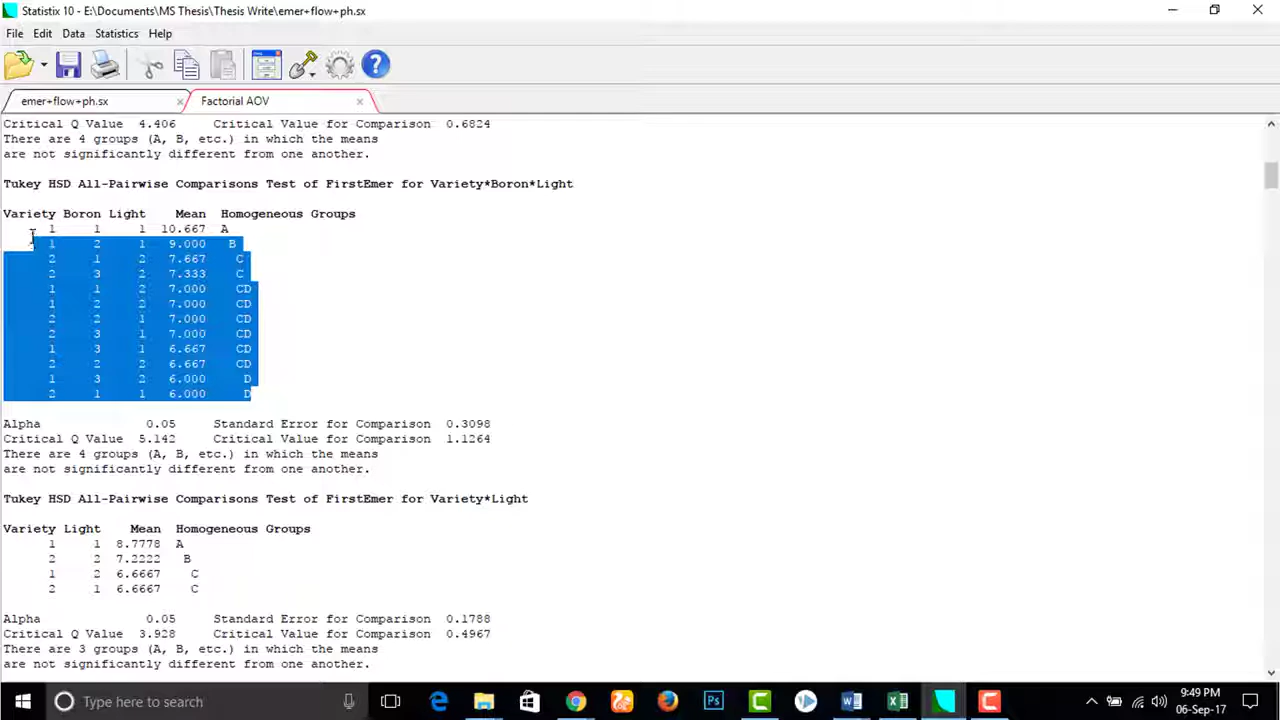 Statistix 10 - E:\Documents\MS Thesis\Thesis Write\emer+flow+ph.sx
File Edit Data Statistics Help
emer+flow+ph.sx × Factorial AOV ×
Critical Q Value 4.406 Critical Value for Comparison 0.6824
There are 4 groups (A, B, etc.) in which the means
are not significantly different from one another.
Tukey HSD All-Pairwise Comparisons Test of FirstEmer for Variety*Boron*Light
Variety Boron Light Mean Homogeneous Groups
1 1 1 10.667 A
1 2 1 9.000 B
2 1 2 7.667 C
2 3 2 7.333 C
1 1 2 7.000 CD
1 2 2 7.000 CD
2 2 1 7.000 CD
2 3 1 7.000 CD
1 3 1 6.667 CD
2 2 2 6.667 CD
1 3 2 6.000 D
2 1 1 6.000 D
Alpha 0.05 Standard Error for Comparison 0.3098
Critical Q Value 5.142 Critical Value for Comparison 1.1264
There are 4 groups (A, B, etc.) in which the means
are not significantly different from one another.
Tukey HSD All-Pairwise Comparisons Test of FirstEmer for Variety*Light
Variety Light Mean Homogeneous Groups
1 1 8.7778 A
2 2 7.2222 B
1 2 6.6667 C
2 1 6.6667 C
Alpha 0.05 Standard Error for Comparison 0.1788
Critical Q Value 3.928 Critical Value for Comparison 0.4967
There are 3 groups (A, B, etc.) in which the means
are not significantly different from one another.
Type here to search
9:49 PM
06-Sep-17